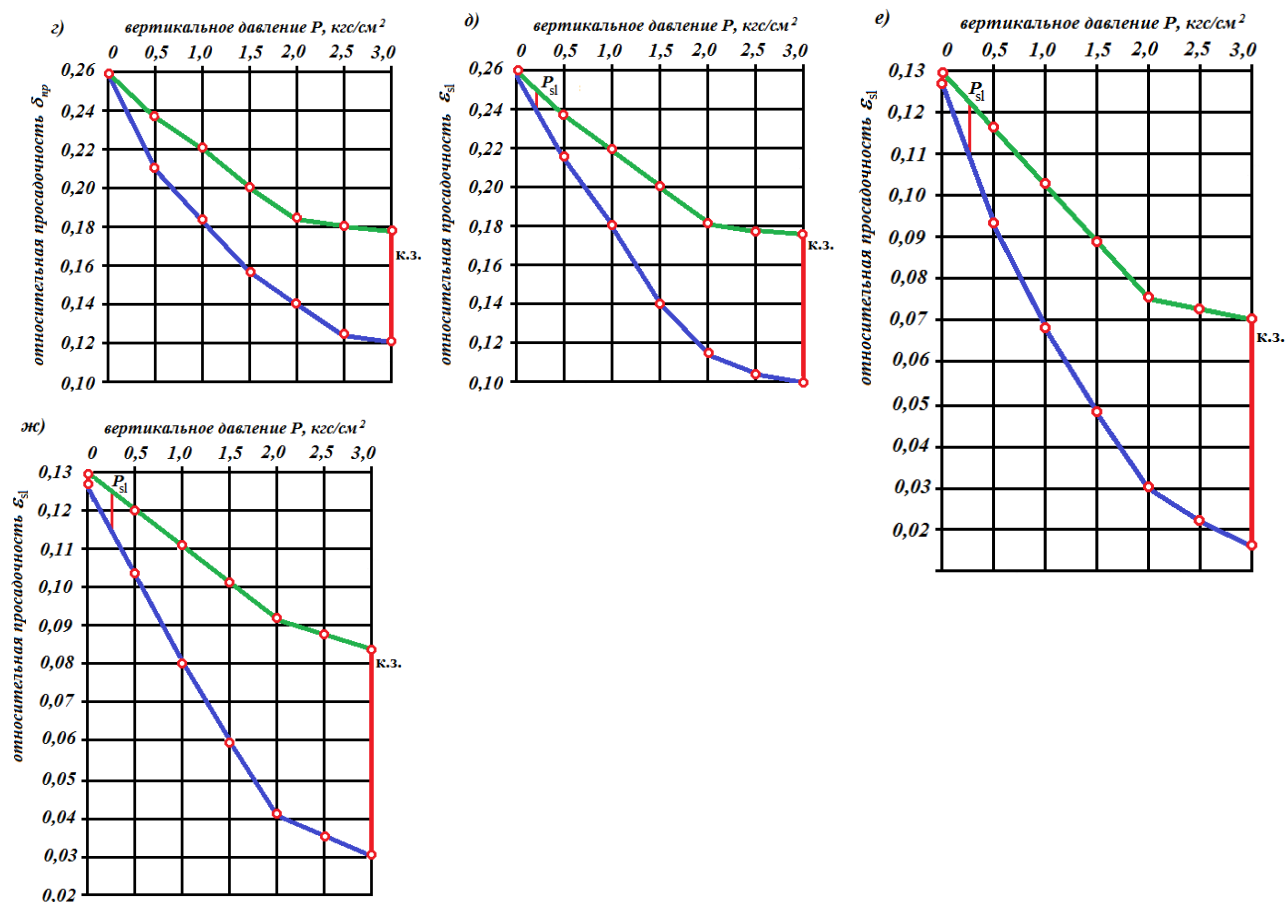 г)
вертикальное давление P, кгс/см²
0 0,5 1,0 1,5 2,0 2,5 3,0
относительная просадочность δпр
0,26
0,24
0,22
0,20
0,18
0,16
0,14
0,12
0,10
к.з.
д)
вертикальное давление P, кгс/см²
0 0,5 1,0 1,5 2,0 2,5 3,0
относительная просадочность εsl
0,26
0,24
0,22
0,20
0,18
0,16
0,14
0,12
0,10
Psl
к.з.
е)
вертикальное давление P, кгс/см²
0 0,5 1,0 1,5 2.0 2,5 3,0
относительная просадочность εsl
0,13
0,12
0,11
0,10
0,09
0,08
0,07
0,06
0,05
0,04
0,03
0,02
Psl
к.з.
ж)
вертикальное давление P, кгс/см²
0 0,5 1,0 1,5 2,0 2,5 3,0
относительная просадочность εsl
0,13
0,12
0,11
0,10
0,09
0,08
0,07
0,06
0,05
0,04
0,03
0.02
Psl
к.з.